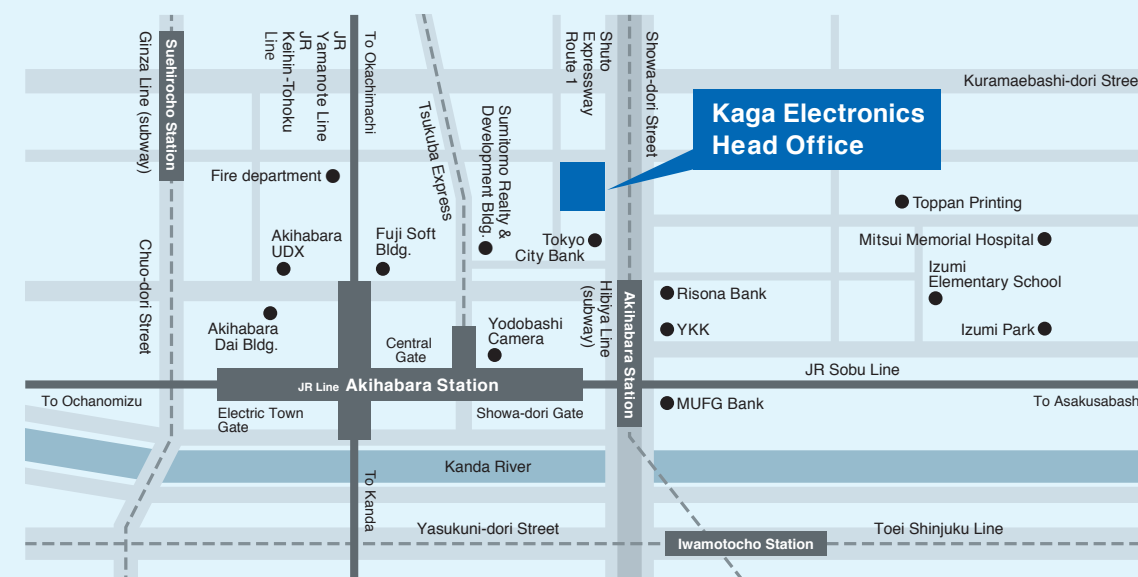 Ginza Line (subway)
Suehirocho Station
JR
Yamanote Line
JR
Keihin-Tohoku
Line
To Okachimachi
Tsukuba Express
Sumitomo Realty &
Development Bldg.
Shuto
Expressway
Route 1
Showa-dori Street
Kuramaebashi-dori Stree
Kaga Electronics
Head Office
Fire department
Toppan Printing
Akihabara
UDX
Fuji Soft
Bldg.
Tokyo
City Bank
Mitsui Memorial Hospital
Izumi
Elementary School
Chuo-dori Street
Akihabara
Dai Bldg.
Central
Gate
Yodobashi
Camera
Hibiya Line
(subway)
Akihabara Station
Risona Bank
YKK
Izumi Park
JR Sobu Line
JR Line Akihabara Station
To Ochanomizu
Electric Town
Gate
Showa-dori Gate
MUFG Bank
To Asakusabash
Kanda River
To Kanda
Yasukuni-dori Street
Toei Shinjuku Line
Iwamotocho Station